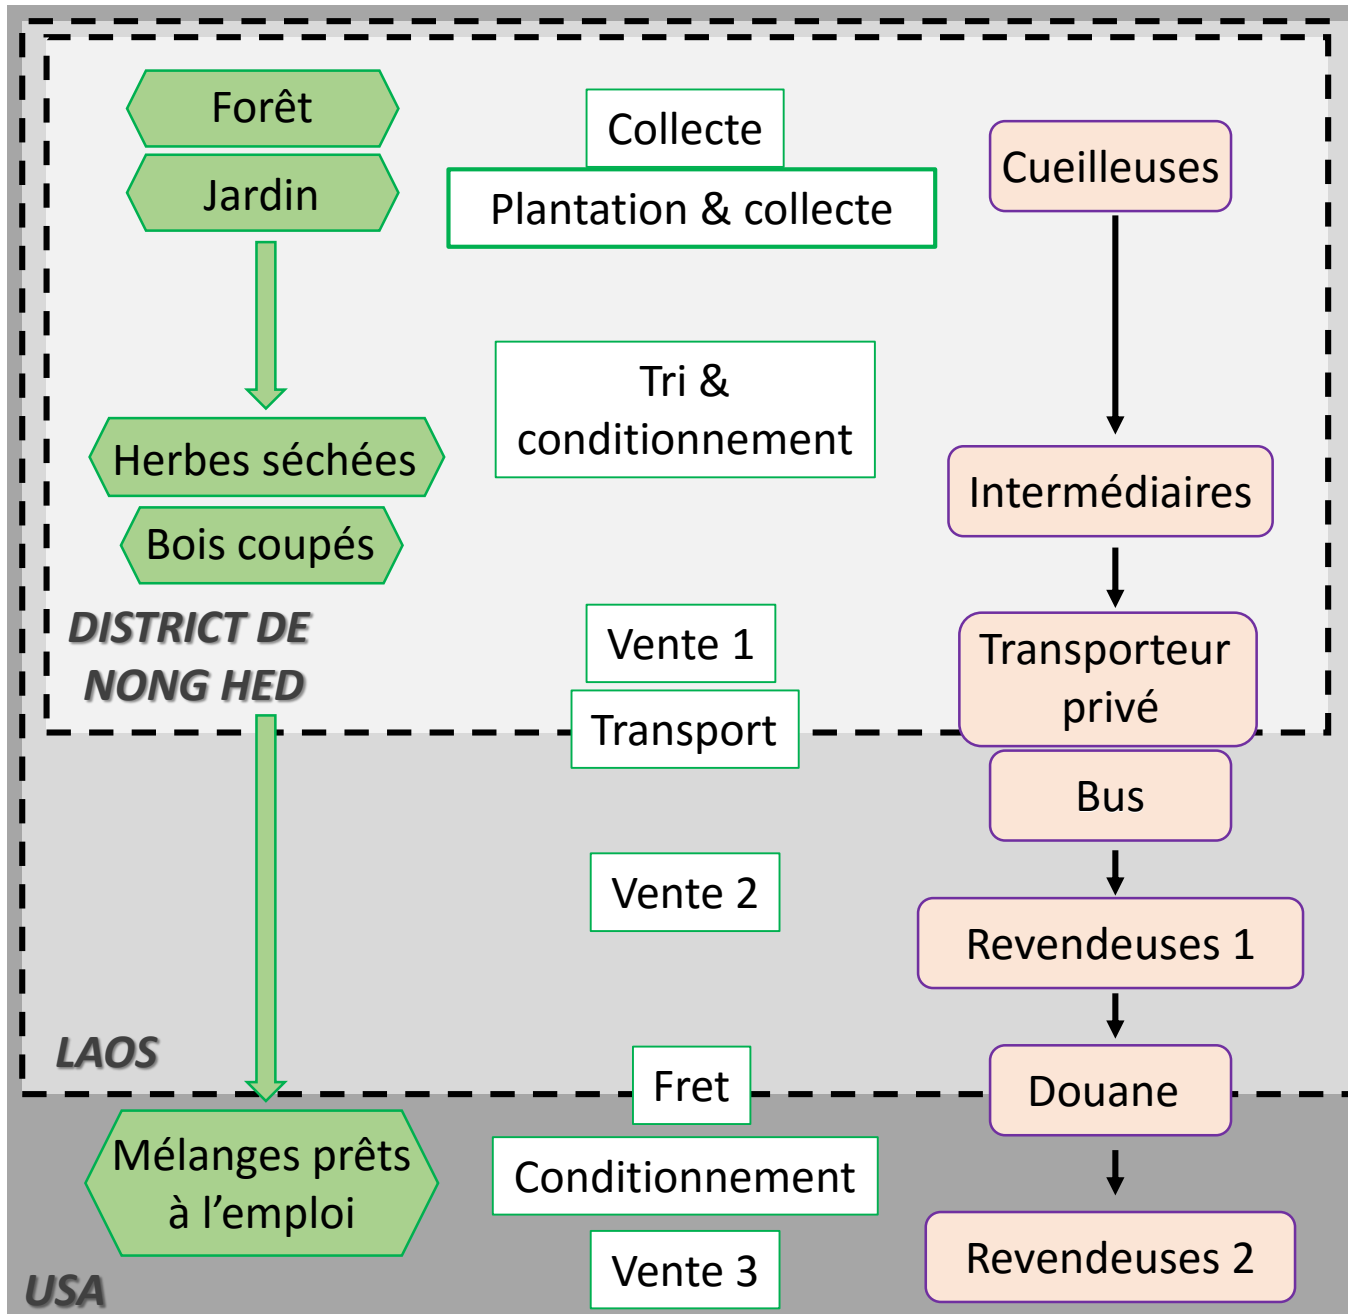 Forêt
Collecte
Cueilleuses
Jardin
Plantation & collecte
Tri &
conditionnement
Herbes séchées
Intermédiaires
Bois coupés
DISTRICT DE
NONG HED
Vente 1
Transporteur
privé
Transport
Bus
Vente 2
Revendeuses 1
LAOS
Fret
Douane
Mélanges prêts
à l’emploi
Conditionnement
Vente 3
Revendeuses 2
USA